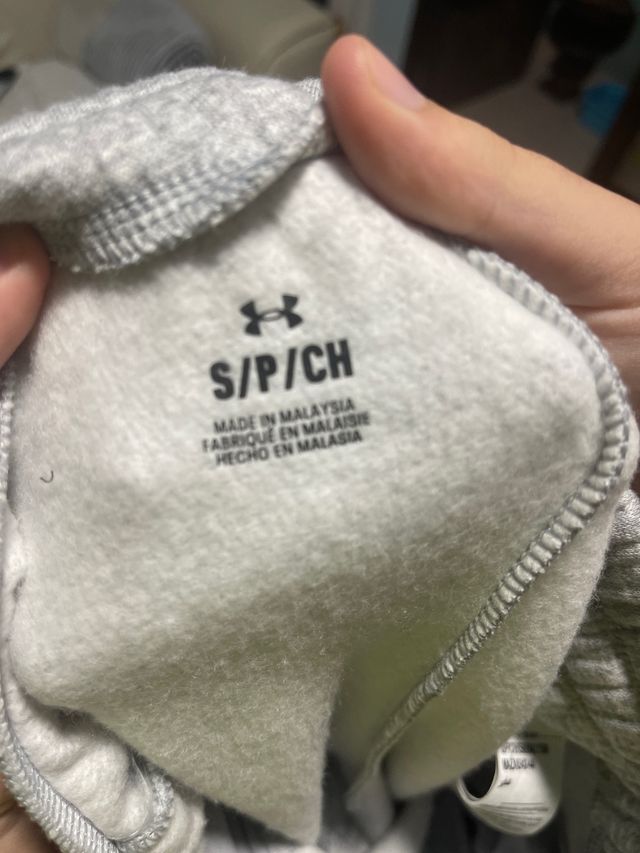 S/P/CH
MADE IN MALAYSIA
FABRIQUÉ EN MALAISIE
HECHO EN MALASIA